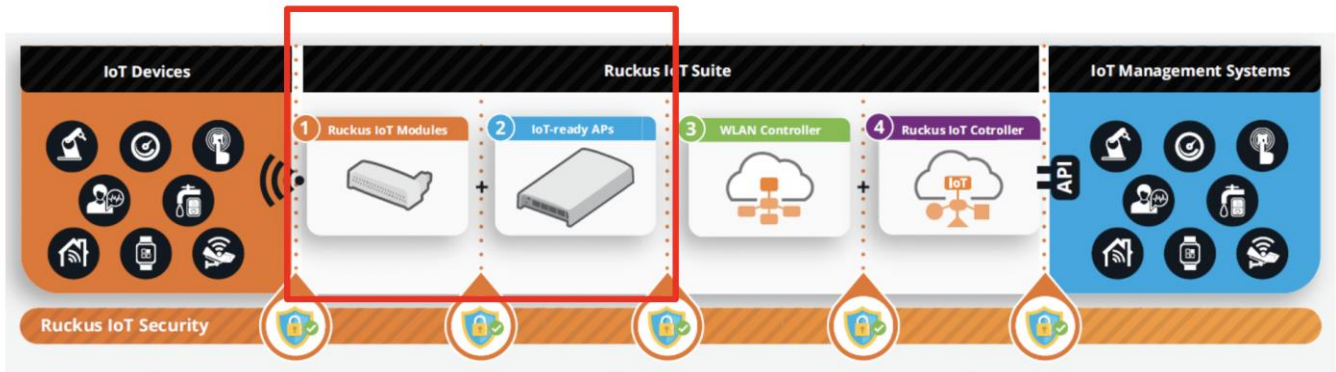 IoT Devices
Ruckus IoT Suite
IoT Management Systems
1 Ruckus IoT Modules
2 IoT-ready APs
3 WLAN Controller
4 Ruckus IoT Cotroller
+
+
+
IoT
API
Ruckus IoT Security